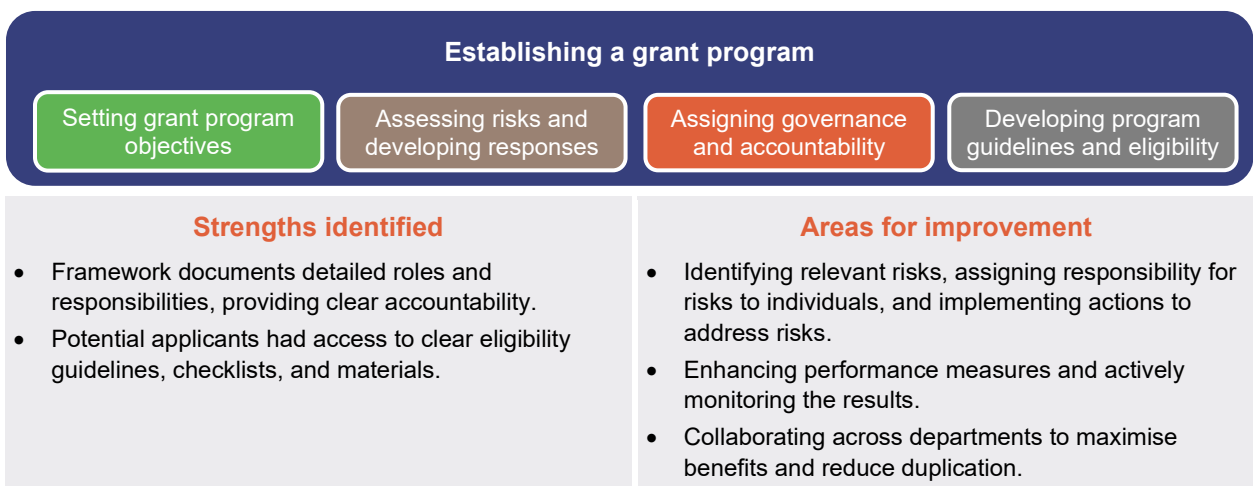 Establishing a grant program
Setting grant program
objectives
Assessing risks and
developing responses
Assigning governance
and accountability
Developing program
guidelines and eligibility
Strengths identified
• Framework documents detailed roles and
responsibilities, providing clear accountability.
• Potential applicants had access to clear eligibility
guidelines, checklists, and materials.
Areas for improvement
• Identifying relevant risks, assigning responsibility for
risks to individuals, and implementing actions to
address risks.
• Enhancing performance measures and actively
monitoring the results.
• Collaborating across departments to maximise
benefits and reduce duplication.